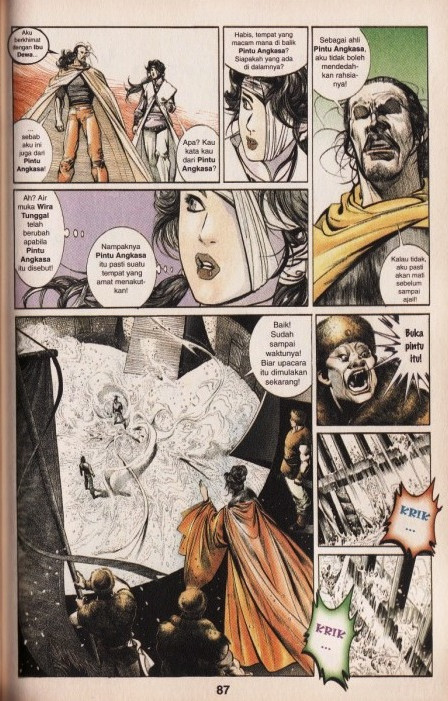 Aku
berkhimat
dengan Ibu
Dewa...
...
sebab
aku ini
juga dari
Pintu
Angkasa!
Apa? Kau
kata kau
dari Pintu
Angkasa?
Habis, tempat yang
macam mana di balik
Pintu Angkasa?
Siapakah yang ada
di dalamnya?
Sebagai ahli
Pintu Angkasa,
aku tidak boleh
mendedah-
kan rahsia-
nya!
Kalau tidak,
aku pasti
akan mati
sebelum
sampai
ajal!
Ah? Air
muka Wira
Tunggal
telah
berubah
apabila
Pintu
Angkasa
itu disebut!
Nampaknya
Pintu Angkasa
itu pasti suatu
tempat yang
amat menakut-
kan!
Baik!
Sudah
sampai
waktunya!
Biar upacara
itu dimulakan
sekarang!
Buka
pintu
itu!
KRIK
...
KRIK
...
87